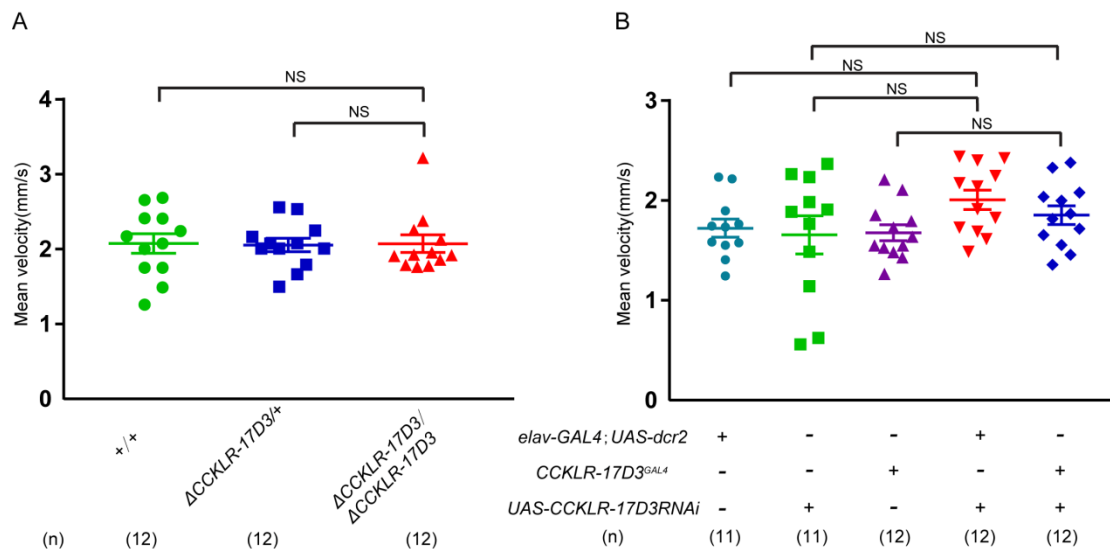 A
NS
NS
4
3
2
1
0
Mean velocity(mm/s)
+/+
ΔCCKLR-17D3/+
ΔCCKLR-17D3/
ΔCCKLR-17D3
(n) (12) (12) (12)
B
NS
NS
NS
NS
3
2
1
0
Mean velocity(mm/s)
elav-GAL4; UAS-dcr2 + - - + -
CCKLR-17D3GAL4 - - + - +
UAS-CCKLR-17D3RNAi - + - + +
(n) (11) (11) (12) (12) (12)